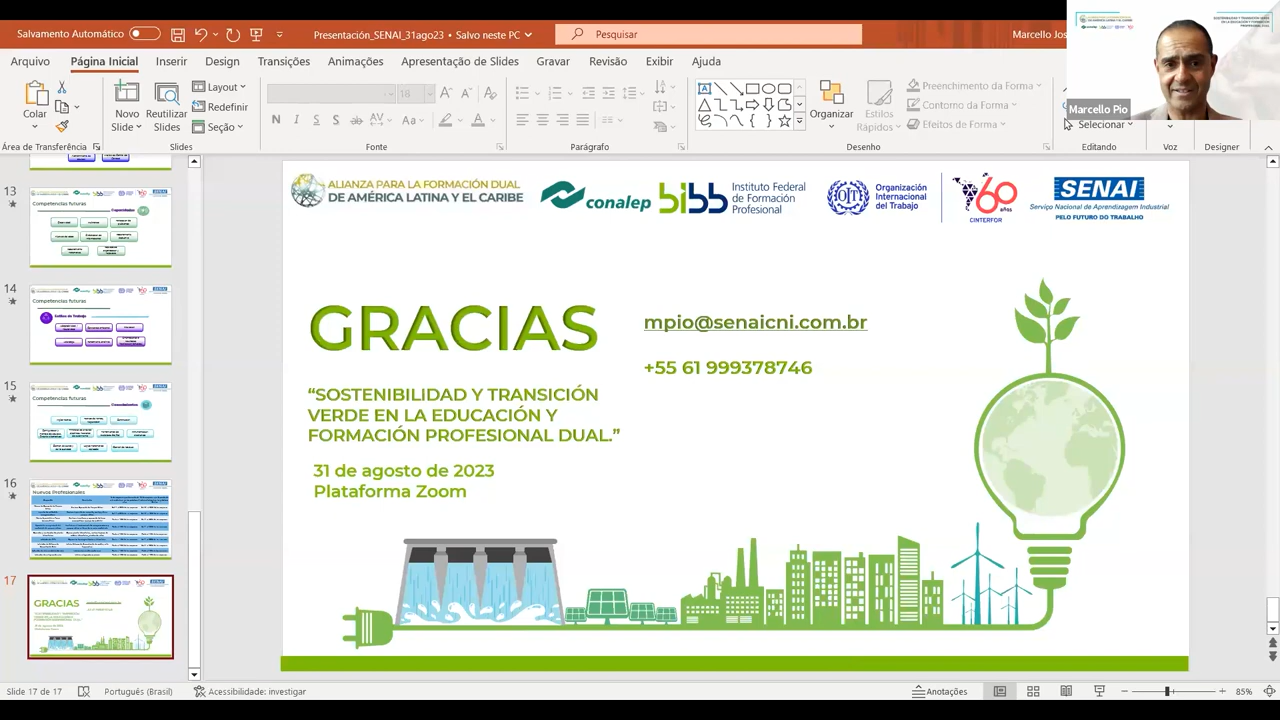 Salvamento Automático
Presentación_SENAI_2023 • Salvo neste PC
Pesquisar
Arquivo
Página Inicial
Inserir
Design
Transições
Animações
Apresentação de Slides
Gravar
Revisão
Exibir
Ajuda
Marcello Pio
Colar
Novo
Slide
Reutilizar
Slides
Layout
Redefinir
Seção
18
N
S
Organizar
Estilos
Rápidos
Preenchimento da Forma
Contorno da Forma
Efeitos de Forma
Selecionar
Área de Transferência
Slides
Fonte
Parágrafo
Desenho
Editando
Voz
Designer
13
Competencias futuras
14
Competencias futuras
Estilos de Trabajo
15
Competencias futuras
16
Nuevos Profesionales
17
GRACIAS
ALIANZA PARA LA FORMACIÓN DUAL
DE AMÉRICA LATINA Y EL CARIBE
conalep
bibb
Instituto Federal
de Formación
Profesional
Organización
Internacional
del Trabajo
60
años
CINTERFOR
SENAI
Serviço Nacional de Aprendizagem Industrial
PELO FUTURO DO TRABALHO
GRACIAS
+55 61 999378746
“SOSTENIBILIDAD Y TRANSICIÓN
VERDE EN LA EDUCACIÓN Y
FORMACIÓN PROFESIONAL DUAL.”
31 de agosto de 2023
Plataforma Zoom
Slide 17 de 17
Português (Brasil)
Acessibilidade: investigar
Anotações
85%